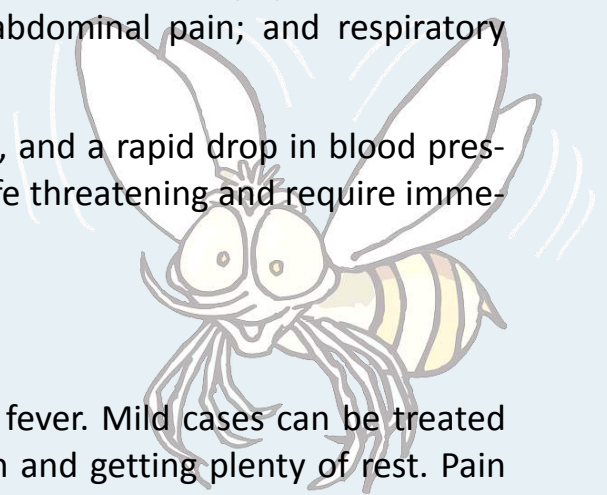 abdominal pain; and respiratory
, and a rapid drop in blood pres-
fe threatening and require imme-
fever. Mild cases can be treated
and getting plenty of rest. Pain